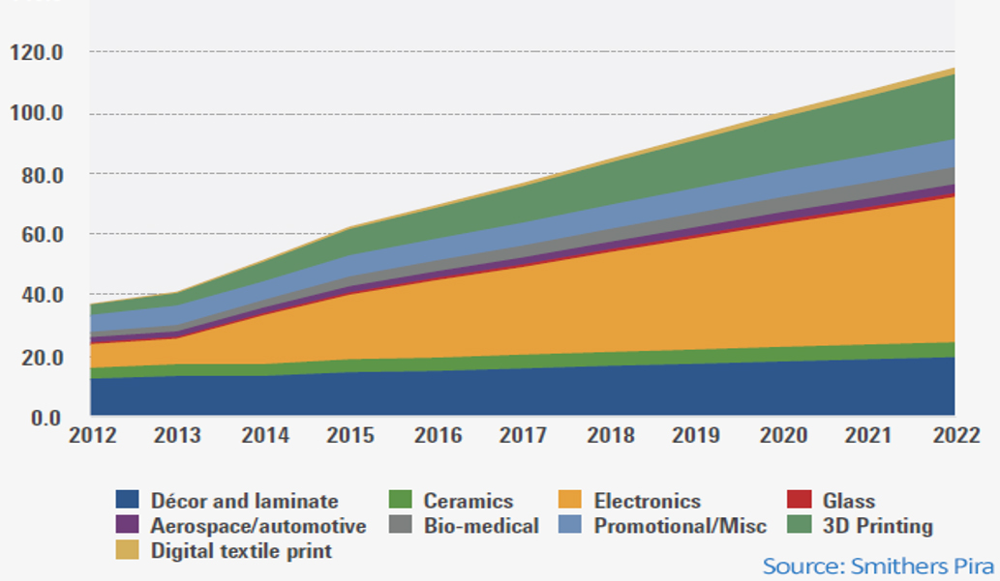 120.0
100.0
80.0
60.0
40.0
20.0
0.0
2012 2013 2014 2015 2016 2017 2018 2019 2020 2021 2022
Décor and laminate Ceramics Electronics Glass
Aerospace/automotive Bio-medical Promotional/Misc 3D Printing
Digital textile print
Source: Smithers Pira